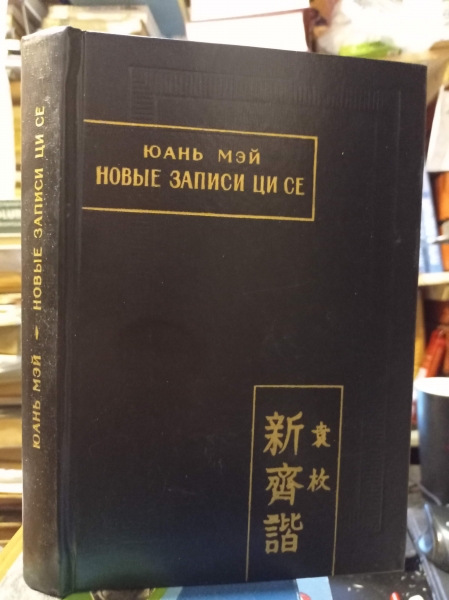 ЮАНЬ МЭЙ
НОВЫЕ ЗАПИСИ ЦИ СЕ
ЮАНЬ МЭЙ – НОВЫЕ ЗАПИСИ ЦИ СЕ
袁枚
新齊諧